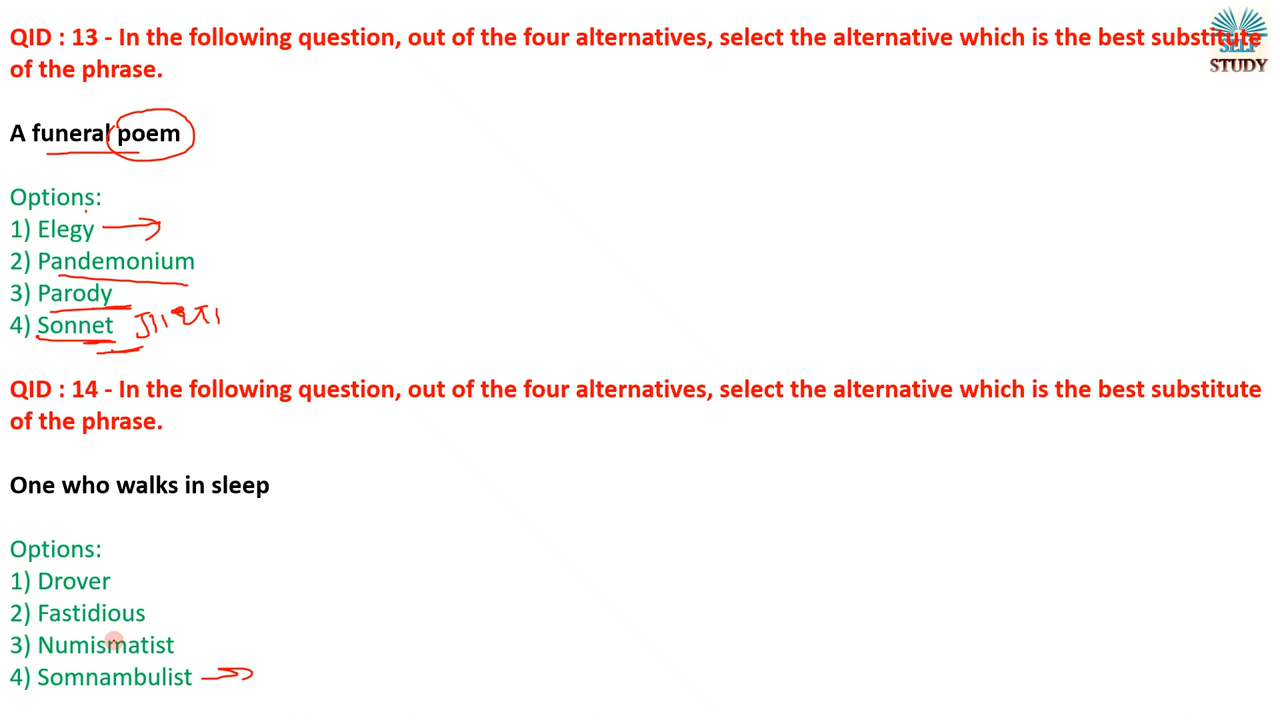 QID : 13 - In the following question, out of the four alternatives, select the alternative which is the best substitute
of the phrase.
SELF
STUDY
A funeral poem
Options:
1) Elegy
2) Pandemonium
3) Parody
4) Sonnet
QID : 14 - In the following question, out of the four alternatives, select the alternative which is the best substitute
of the phrase.
One who walks in sleep
Options:
1) Drover
2) Fastidious
3) Numismatist
4) Somnambulist